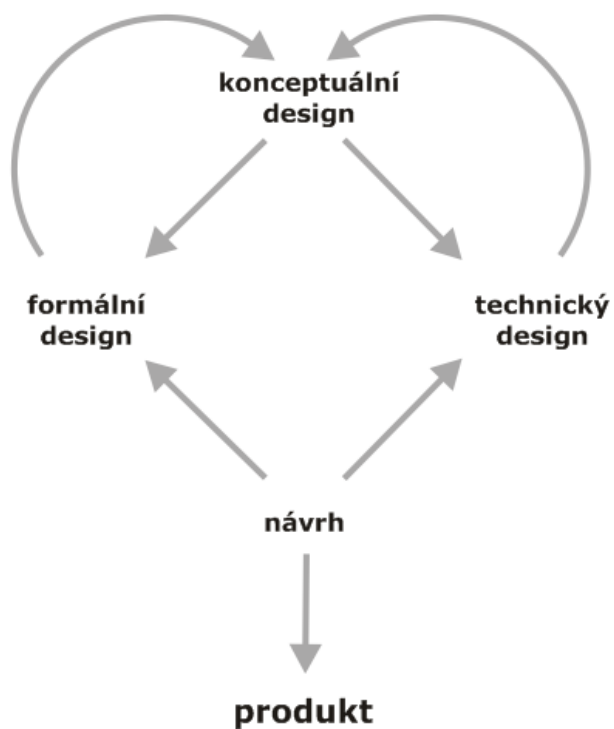 konceptuální
design
formální
design
technický
design
návrh
produkt